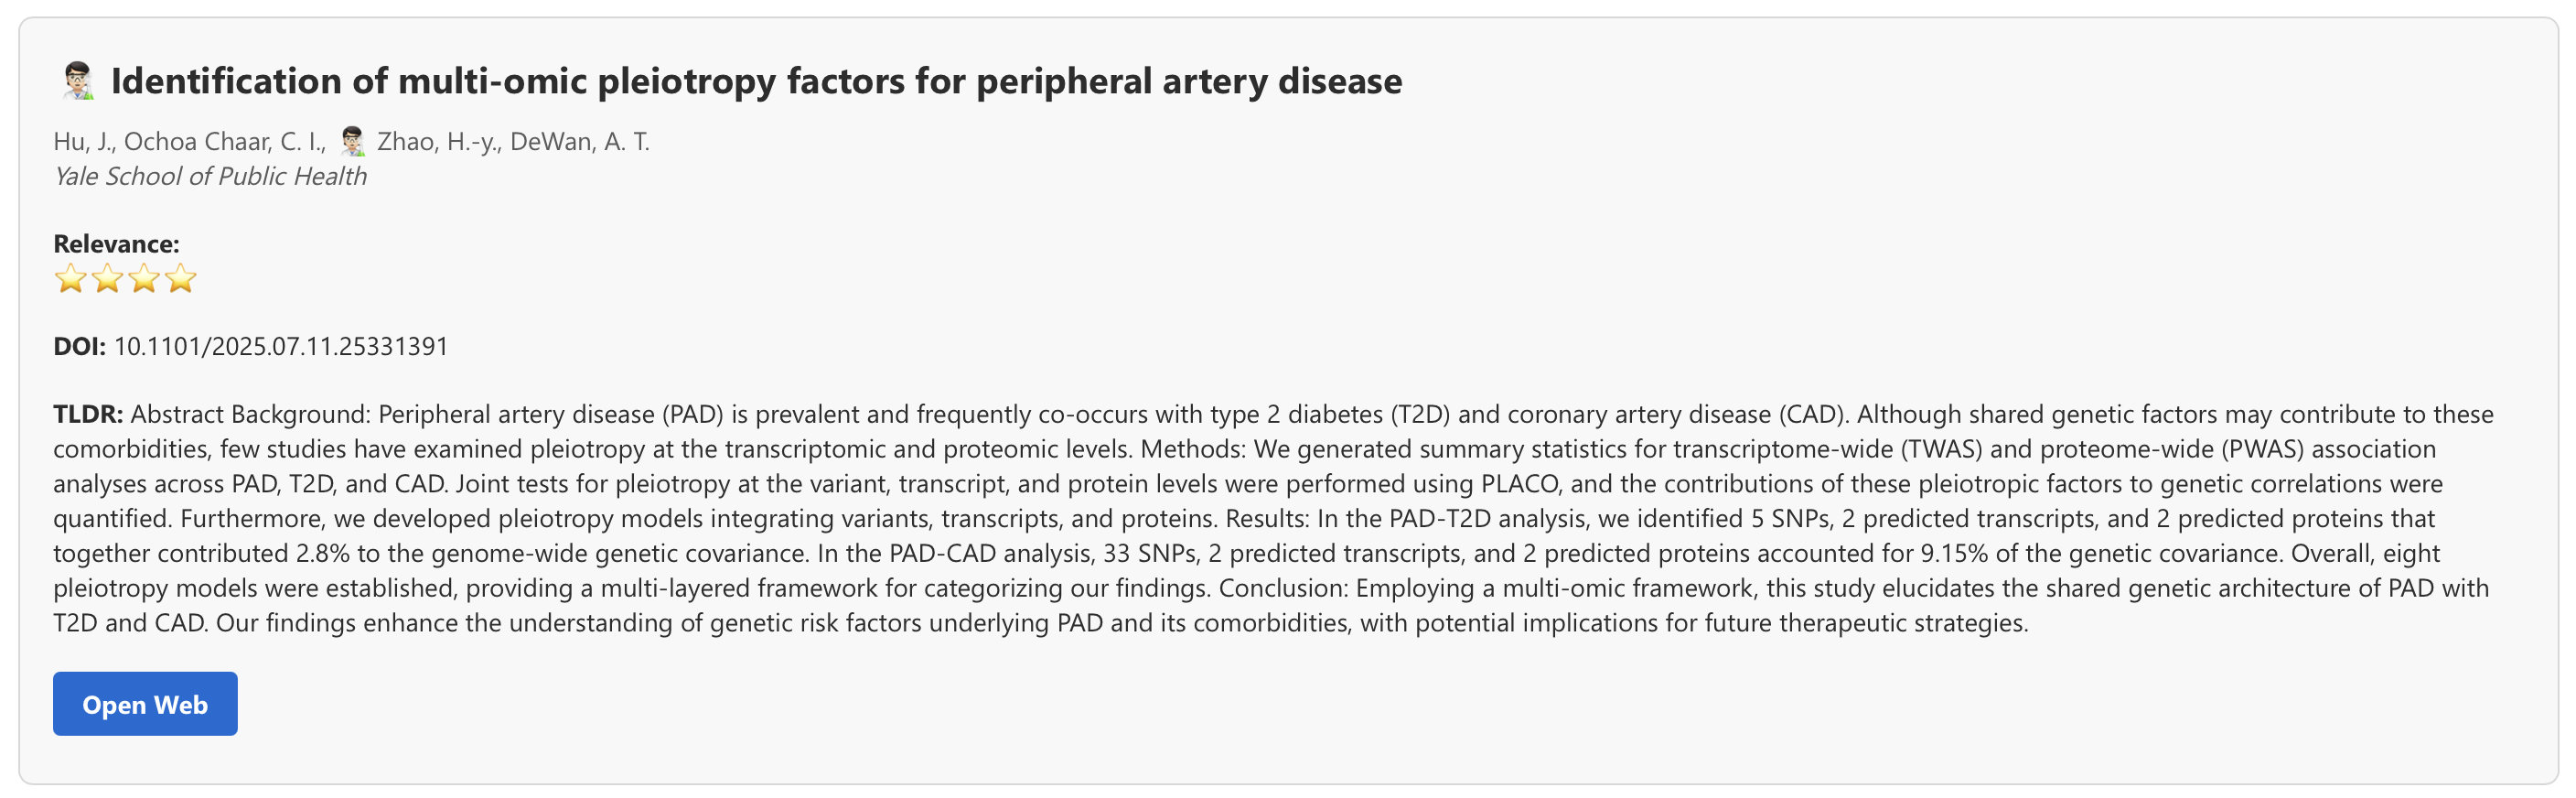 Identification of multi-omic pleiotropy factors for peripheral artery disease
Hu, J., Ochoa Chaar, C. I., Zhao, H.-y., DeWan, A. T.
Yale School of Public Health
Relevance:
DOI: 10.1101/2025.07.11.25331391
TLDR: Abstract Background: Peripheral artery disease (PAD) is prevalent and frequently co-occurs with type 2 diabetes (T2D) and coronary artery disease (CAD). Although shared genetic factors may contribute to these
comorbidities, few studies have examined pleiotropy at the transcriptomic and proteomic levels. Methods: We generated summary statistics for transcriptome-wide (TWAS) and proteome-wide (PWAS) association
analyses across PAD, T2D, and CAD. Joint tests for pleiotropy at the variant, transcript, and protein levels were performed using PLACO, and the contributions of these pleiotropic factors to genetic correlations were
quantified. Furthermore, we developed pleiotropy models integrating variants, transcripts, and proteins. Results: In the PAD-T2D analysis, we identified 5 SNPs, 2 predicted transcripts, and 2 predicted proteins that
together contributed 2.8% to the genome-wide genetic covariance. In the PAD-CAD analysis, 33 SNPs, 2 predicted transcripts, and 2 predicted proteins accounted for 9.15% of the genetic covariance. Overall, eight
pleiotropy models were established, providing a multi-layered framework for categorizing our findings. Conclusion: Employing a multi-omic framework, this study elucidates the shared genetic architecture of PAD with
T2D and CAD. Our findings enhance the understanding of genetic risk factors underlying PAD and its comorbidities, with potential implications for future therapeutic strategies.
Open Web